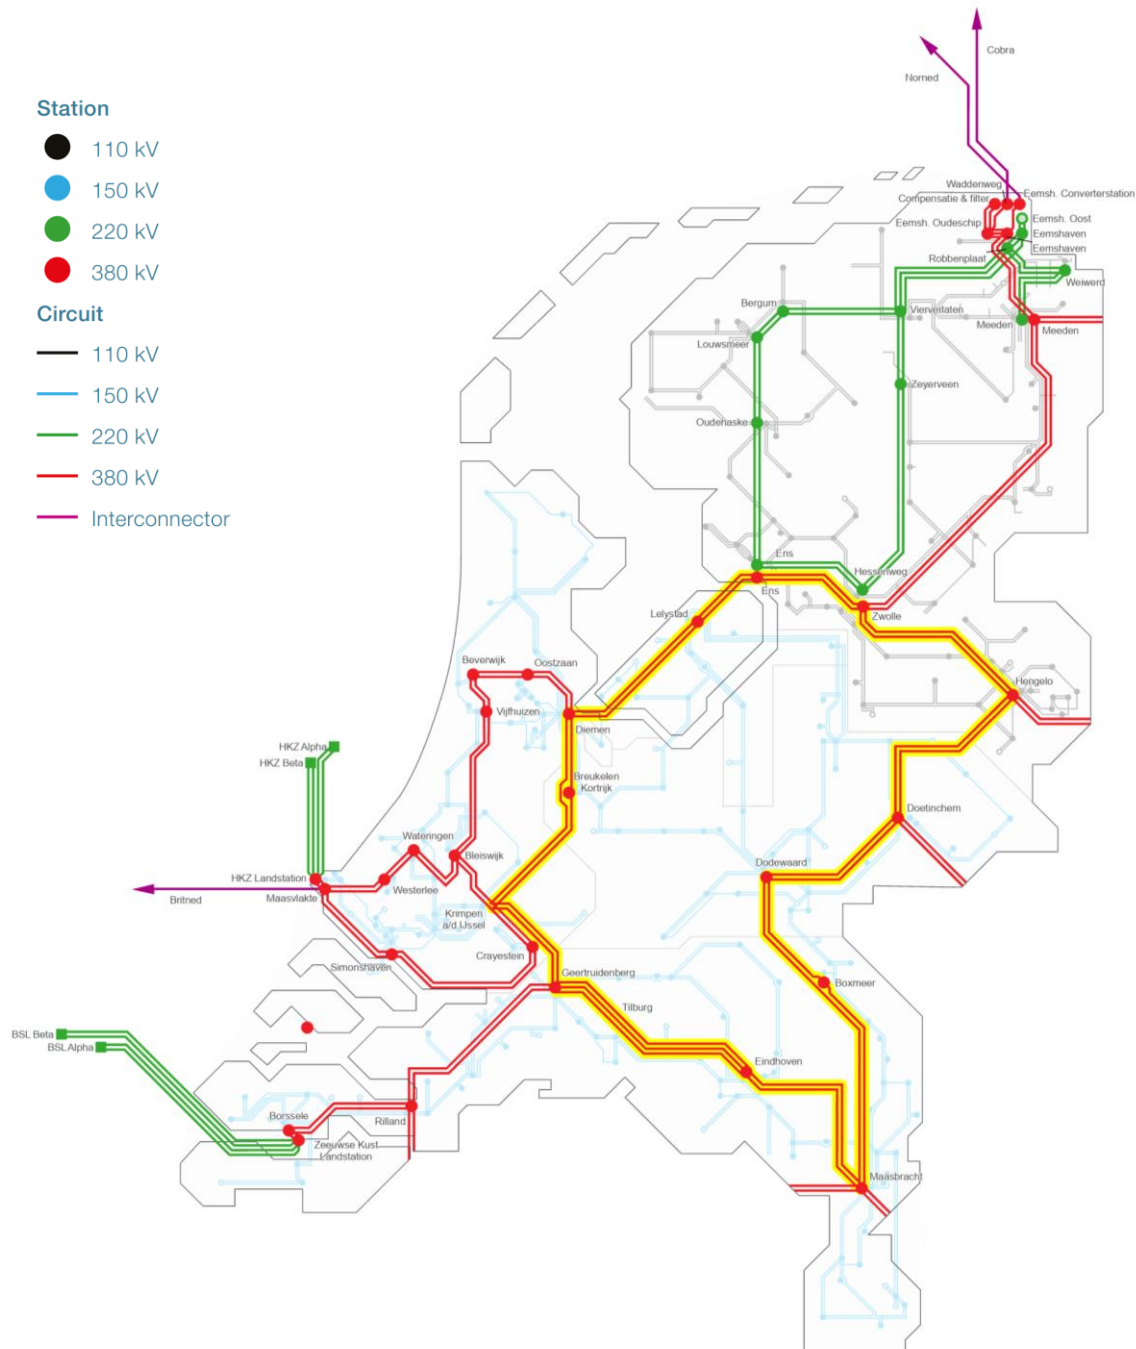 Station
110 kV
150 kV
220 kV
380 kV
Circuit
110 kV
150 kV
220 kV
380 kV
Interconnector
Cobra
Norned
Waddenweg
Eemsh. Converterstation
Compensatie & filter
Eemsh. Oost
Eemsh. Oudeschip
Eemshaven
Eemshaven
Robbenplaat
Weiwerd
Bergum
Vierverlaten
Meeden
Meeden
Louwsmeer
Zeyerveen
Oudehaske
Ens
Hessenweg
Ens
Lelystad
Zwolle
Beverwijk
Oostzaan
Hengelo
Vijfhuizen
Diemen
HKZ Alpha
HKZ Beta
Breukelen
Kortrijk
Doetinchem
Wateringen
Bleiswijk
Dodewaard
HKZ Landstation
Westerlee
Maasvlakte
Britned
Krimpen
a/d IJssel
Crayestein
Simonshaven
Geertruidenberg
Boxmeer
Tilburg
BSL Beta
BSL Alpha
Eindhoven
Borssele
Rilland
Zeeuwse Kust
Landstation
Maasbracht